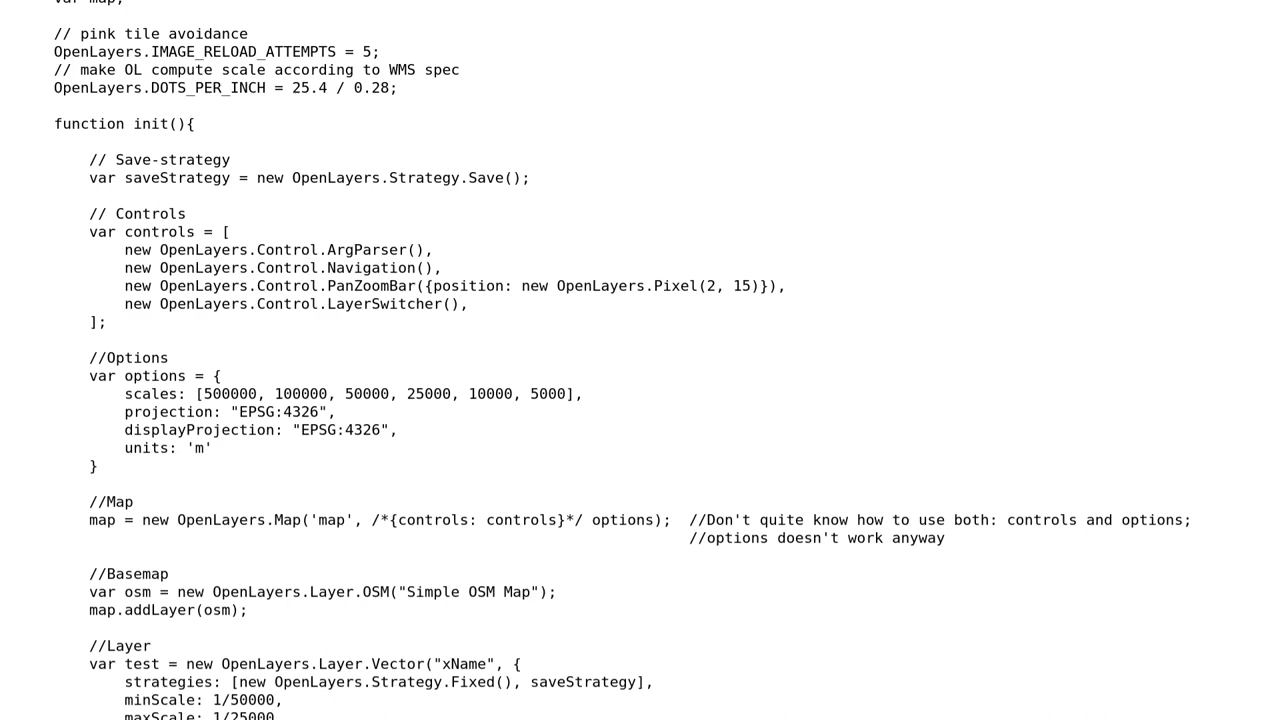 var map;
// pink tile avoidance
OpenLayers.IMAGE_RELOAD_ATTEMPTS = 5;
// make OL compute scale according to WMS spec
OpenLayers.DOTS_PER_INCH = 25.4 / 0.28;
function init(){
// Save-strategy
var saveStrategy = new OpenLayers.Strategy.Save();
// Controls
var controls = [
new OpenLayers.Control.ArgParser(),
new OpenLayers.Control.Navigation(),
new OpenLayers.Control.PanZoomBar({position: new OpenLayers.Pixel(2, 15)}),
new OpenLayers.Control.LayerSwitcher(),
];
//Options
var options = {
scales: [500000, 100000, 50000, 25000, 10000, 5000],
projection: "EPSG:4326",
displayProjection: "EPSG:4326",
units: 'm'
}
//Map
map = new OpenLayers.Map('map', /*{controls: controls}*/ options);  //Don't quite know how to use both: controls and options;
//options doesn't work anyway
//Basemap
var osm = new OpenLayers.Layer.OSM("Simple OSM Map");
map.addLayer(osm);
//Layer
var test = new OpenLayers.Layer.Vector("xName", {
strategies: [new OpenLayers.Strategy.Fixed(), saveStrategy],
minScale: 1/50000,
maxScale: 1/25000,